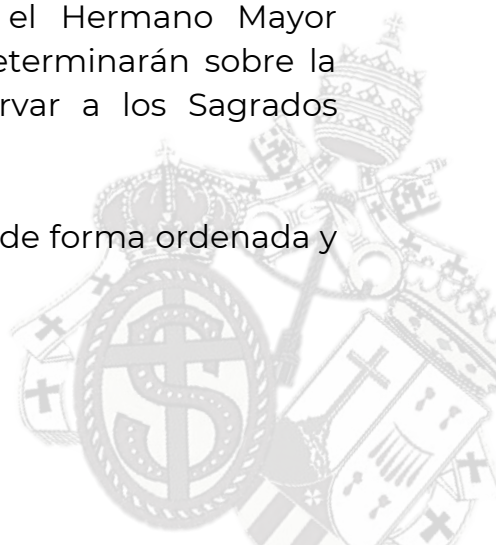 el Hermano Mayor
eterminarán sobre la
rvar a los Sagrados
de forma ordenada y